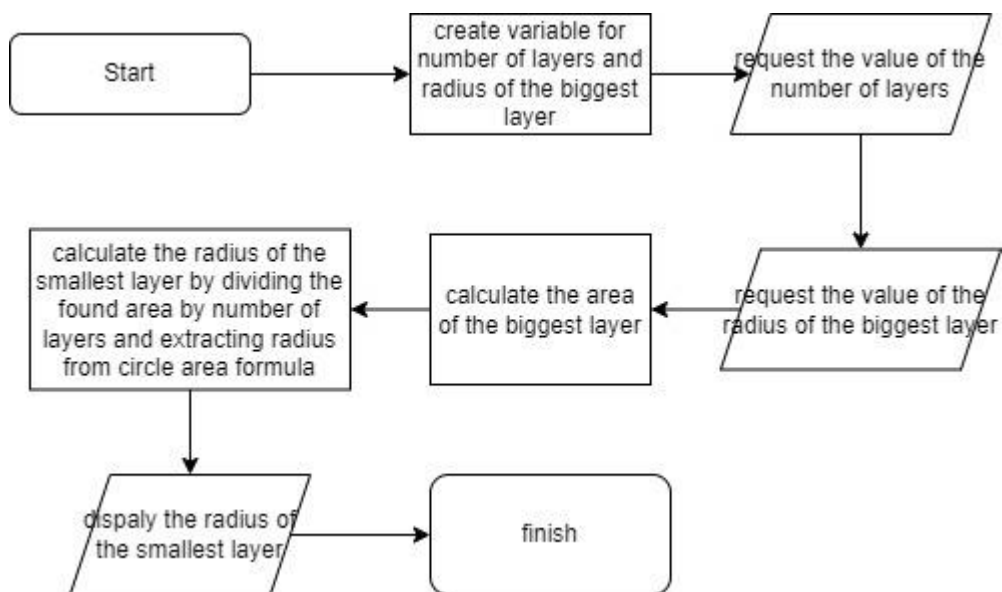 Start
create variable for
number of layers and
radius of the biggest
layer
request the value of the
number of layers
request the value of the
radius of the biggest layer
calculate the area
of the biggest layer
calculate the radius of the
smallest layer by dividing the
found area by number of
layers and extracting radius
from circle area formula
dispaly the radius of
the smallest layer
finish